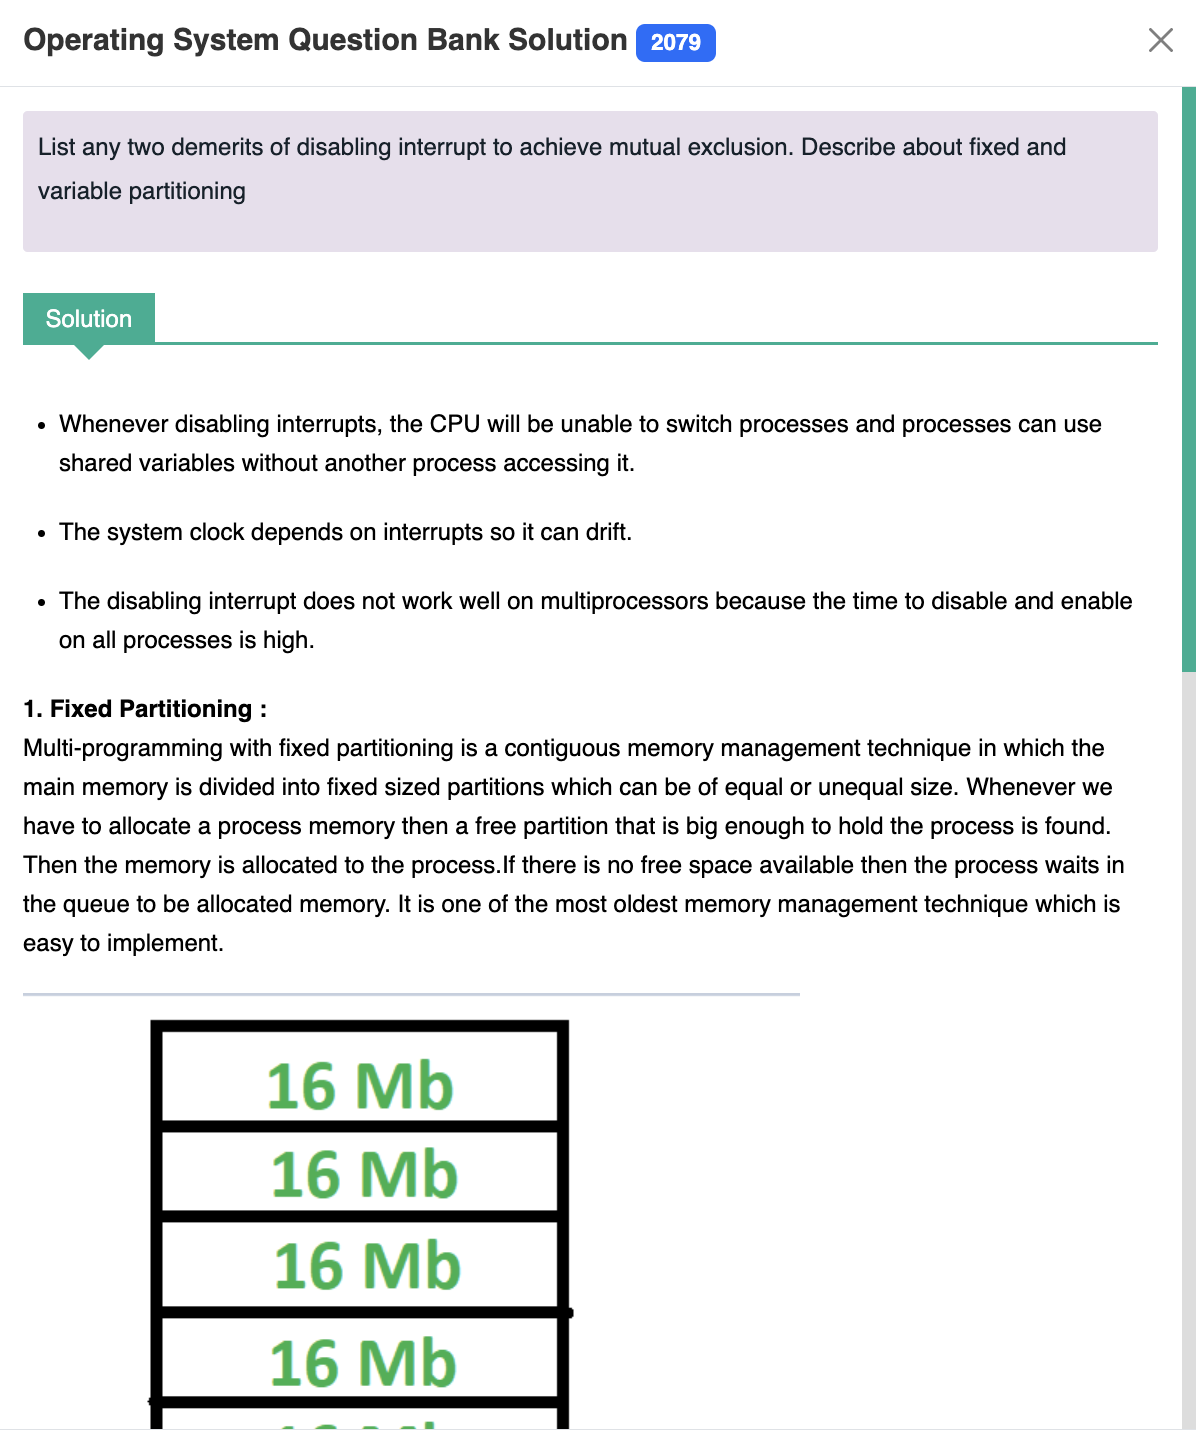 Operating System Question Bank Solution 2079
List any two demerits of disabling interrupt to achieve mutual exclusion. Describe about fixed and
variable partitioning
Solution
• Whenever disabling interrupts, the CPU will be unable to switch processes and processes can use
shared variables without another process accessing it.
• The system clock depends on interrupts so it can drift.
• The disabling interrupt does not work well on multiprocessors because the time to disable and enable
on all processes is high.
1. Fixed Partitioning :
Multi-programming with fixed partitioning is a contiguous memory management technique in which the
main memory is divided into fixed sized partitions which can be of equal or unequal size. Whenever we
have to allocate a process memory then a free partition that is big enough to hold the process is found.
Then the memory is allocated to the process.If there is no free space available then the process waits in
the queue to be allocated memory. It is one of the most oldest memory management technique which is
easy to implement.
16 Mb
16 Mb
16 Mb
16 Mb